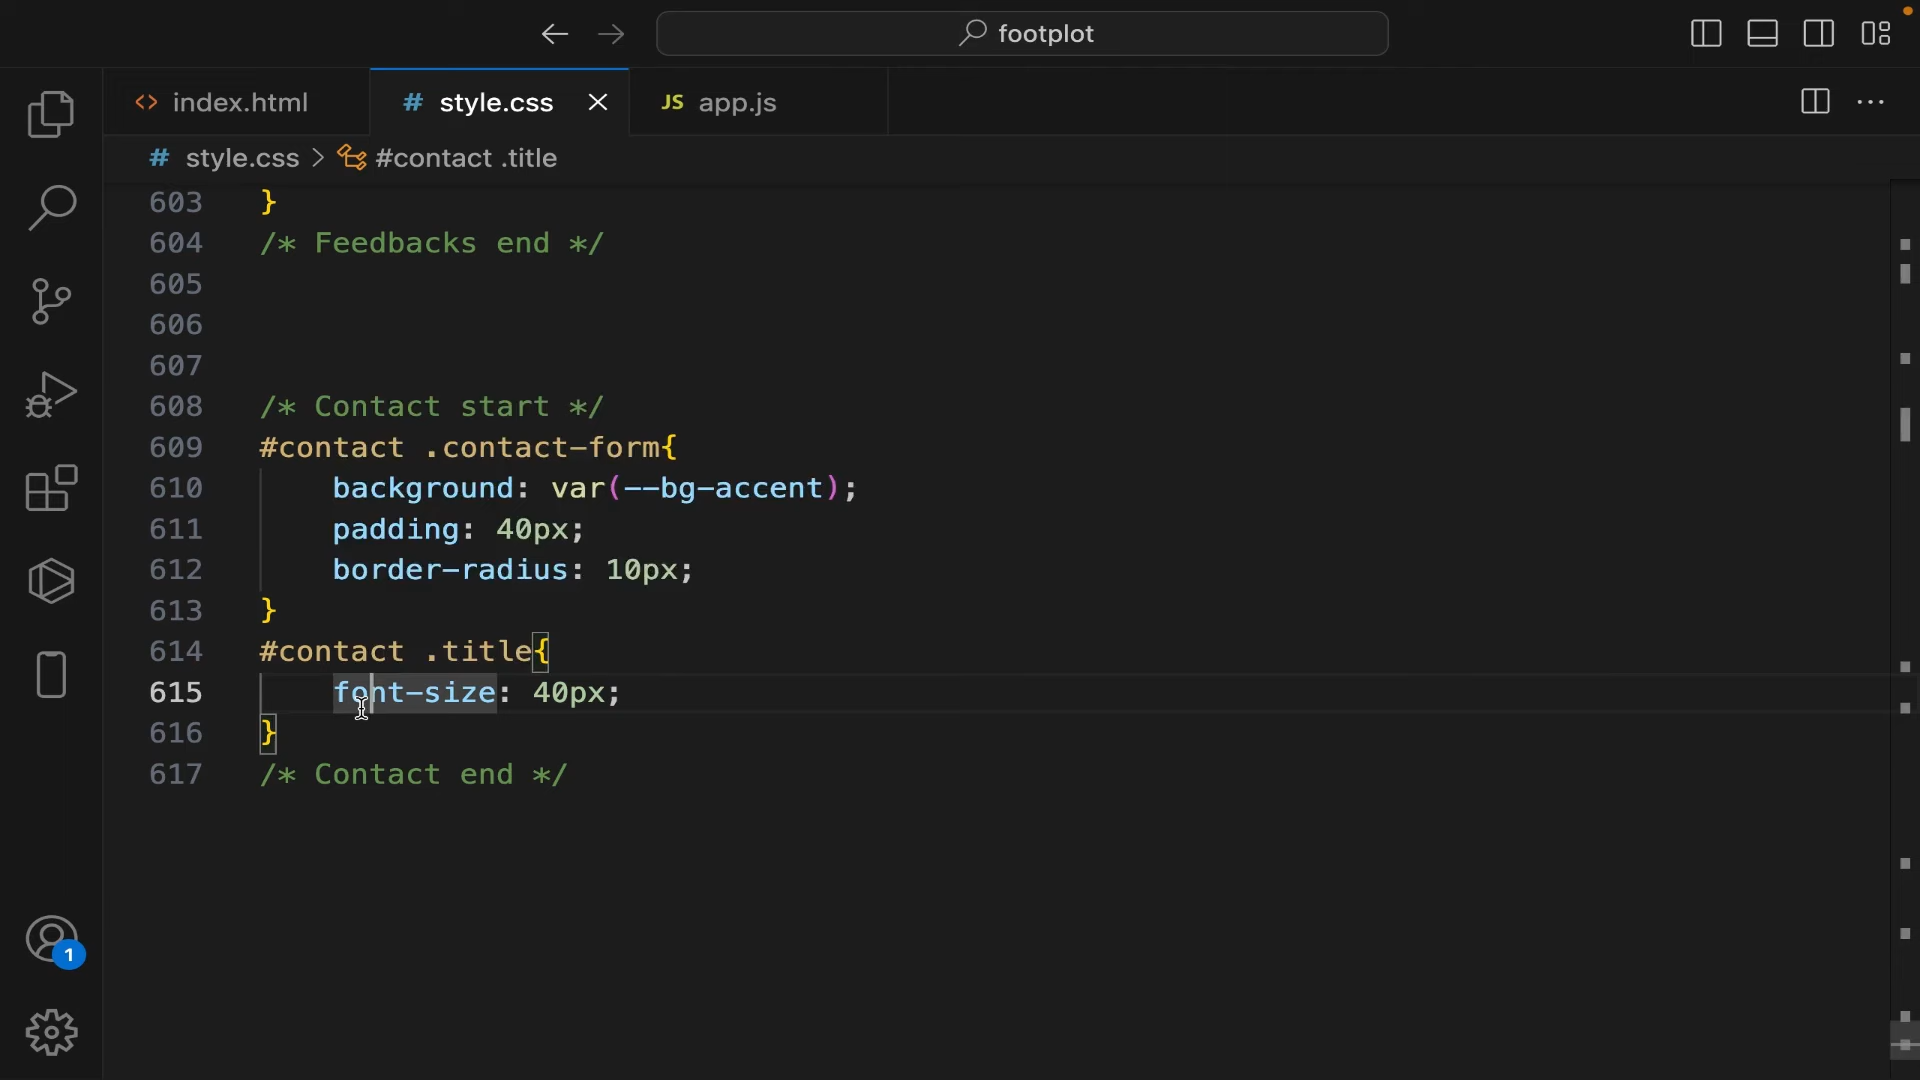 footplot
<> index.html
# style.css
JS app.js
# style.css > #contact .title
603 }
604 /* Feedbacks end */
605
606
607
608 /* Contact start */
609 #contact .contact-form{
610 background: var(--bg-accent);
611 padding: 40px;
612 border-radius: 10px;
613 }
614 #contact .title{
615 font-size: 40px;
616 }
617 /* Contact end */
1